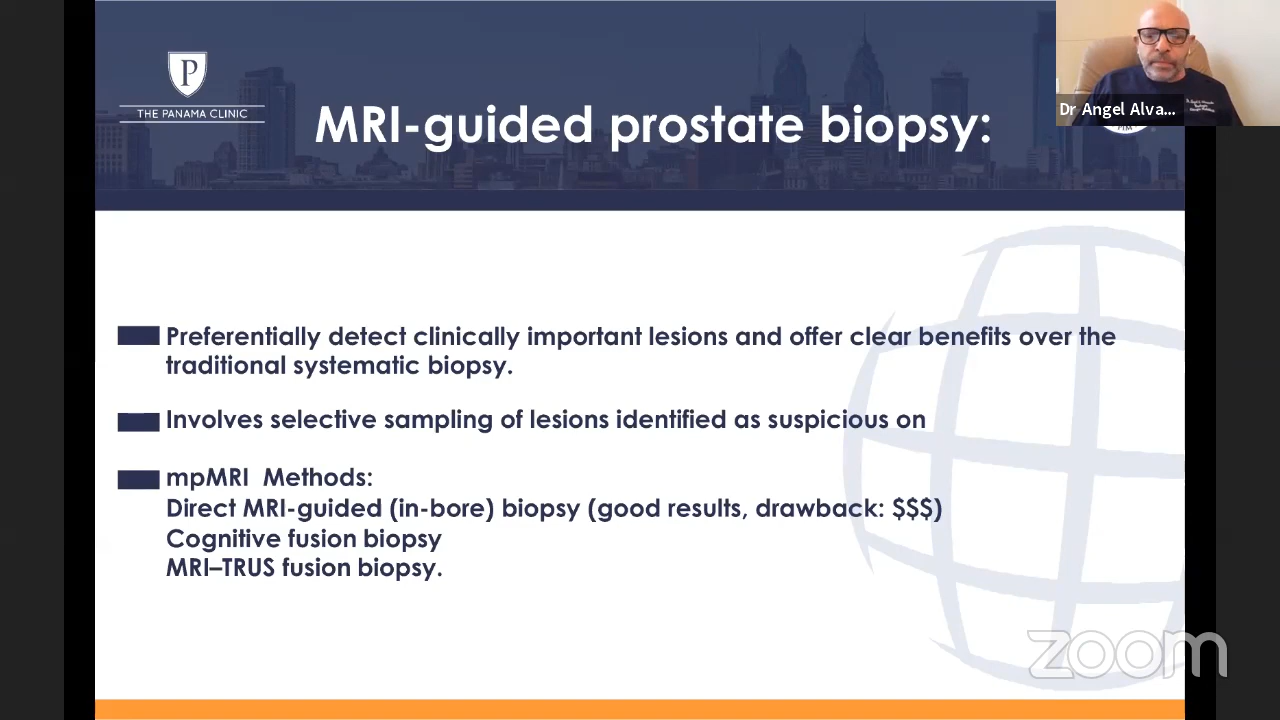 P
THE PANAMA CLINIC
MRI-guided prostate biopsy:
Dr Angel Alva...
PIM
Preferentially detect clinically important lesions and offer clear benefits over the
traditional systematic biopsy.
Involves selective sampling of lesions identified as suspicious on
mpMRI  Methods:
Direct MRI-guided (in-bore) biopsy (good results, drawback: $$$)
Cognitive fusion biopsy
MRI–TRUS fusion biopsy.
zoom